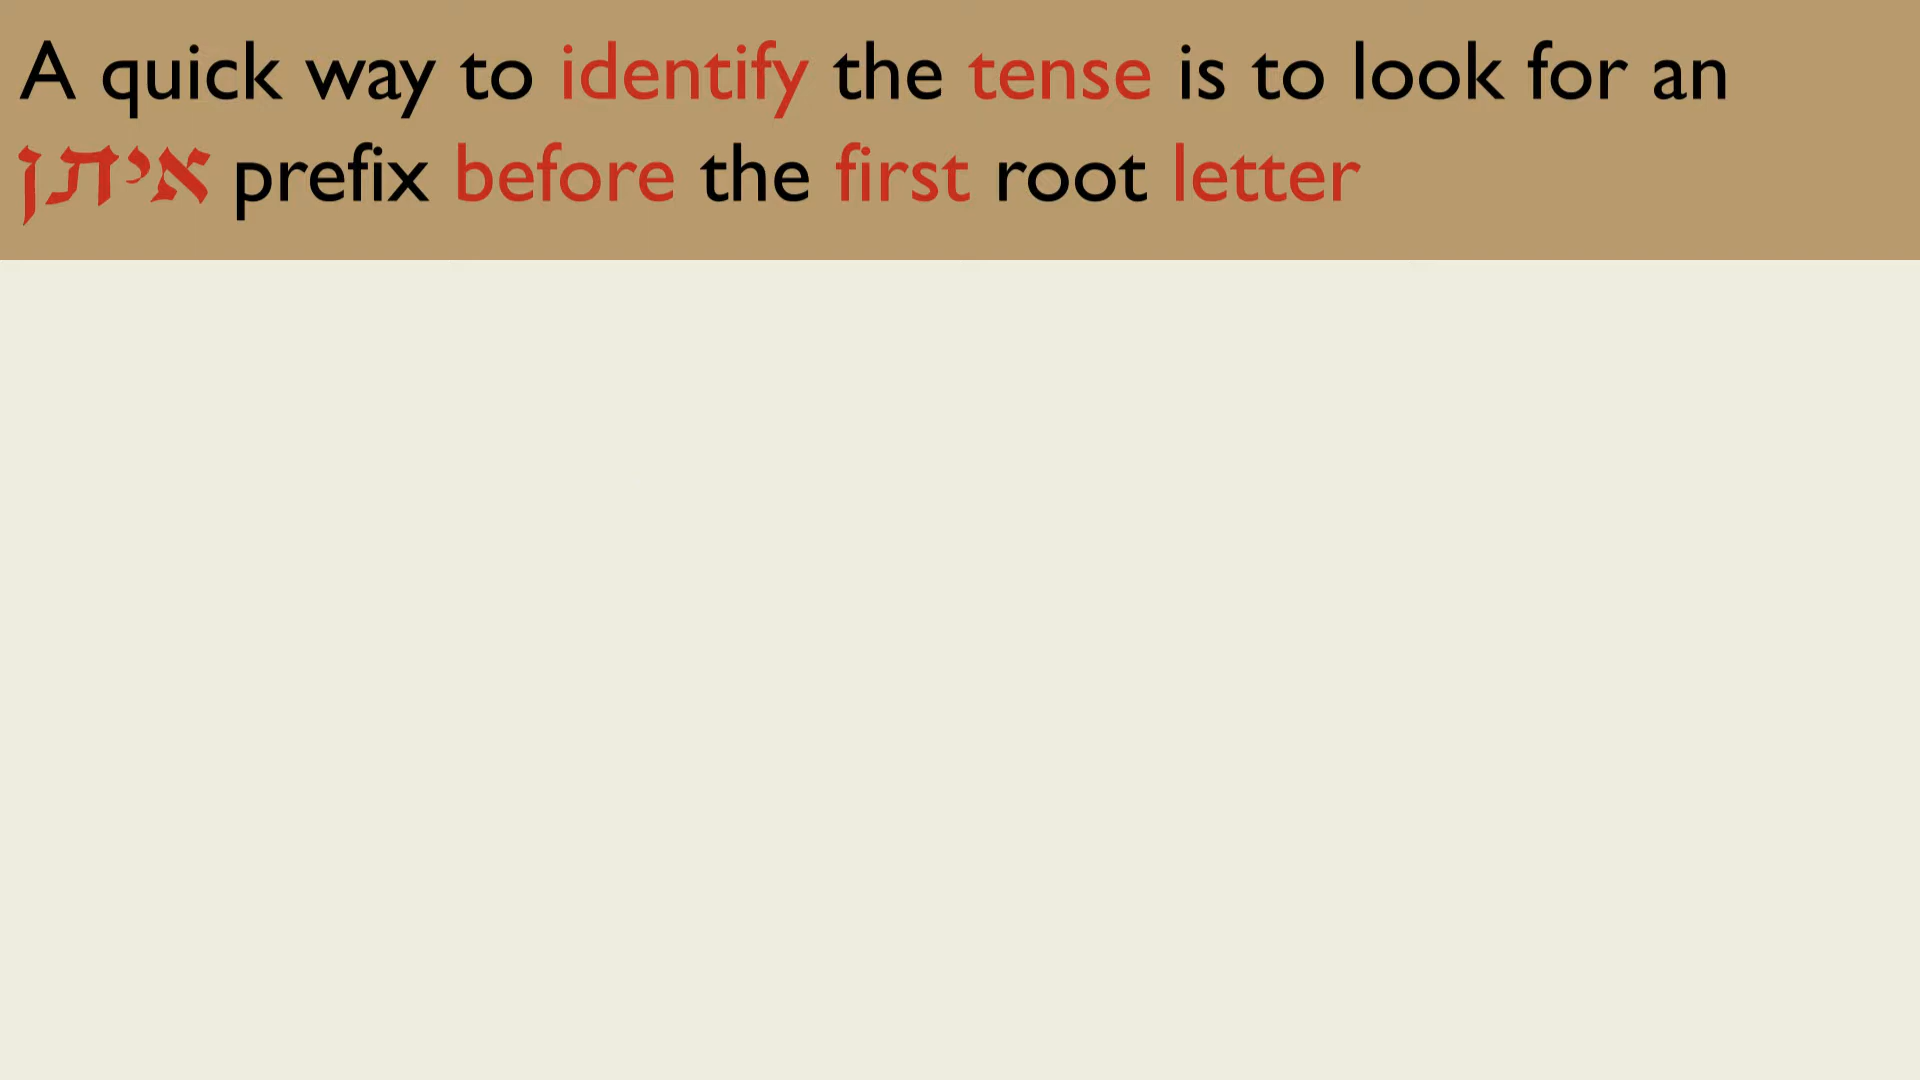 A quick way to identify the tense is to look for an
איתן prefix before the first root letter